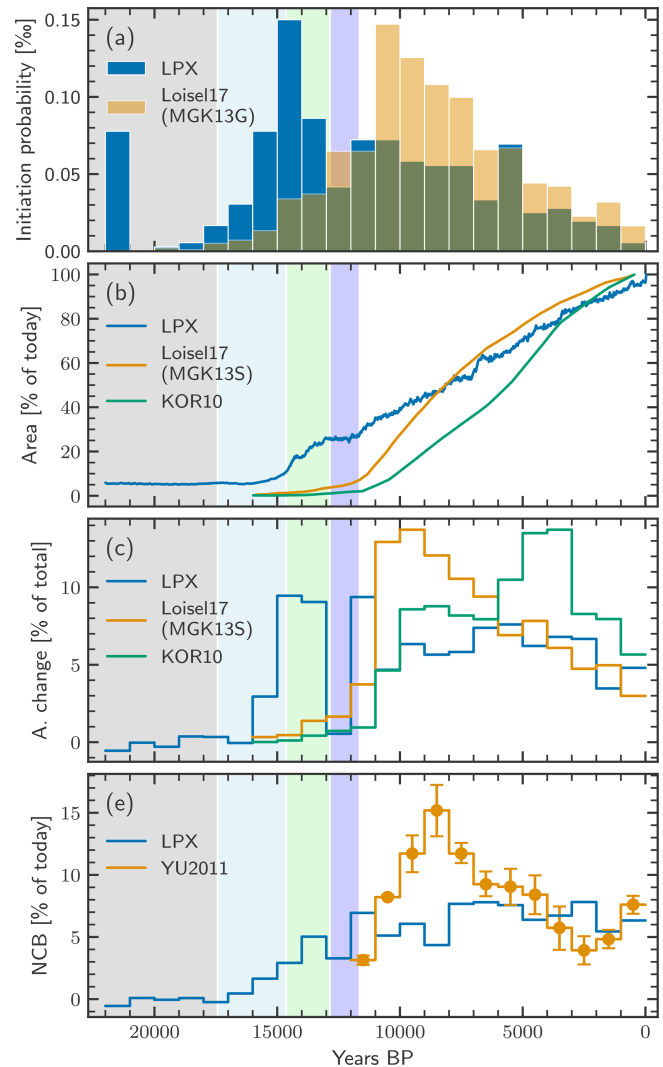 Initiation probability [‰]
0.15
0.10
0.05
0.00
(a)
LPX
Loisel17
(MGK13G)
Area [% of today]
100
80
60
40
20
0
(b)
LPX
Loisel17
(MGK13S)
KOR10
A. change [% of total]
10
5
0
(c)
LPX
Loisel17
(MGK13S)
KOR10
NCB [% of today]
15
10
5
0
(e)
LPX
YU2011
20000 15000 10000 5000 0
Years BP